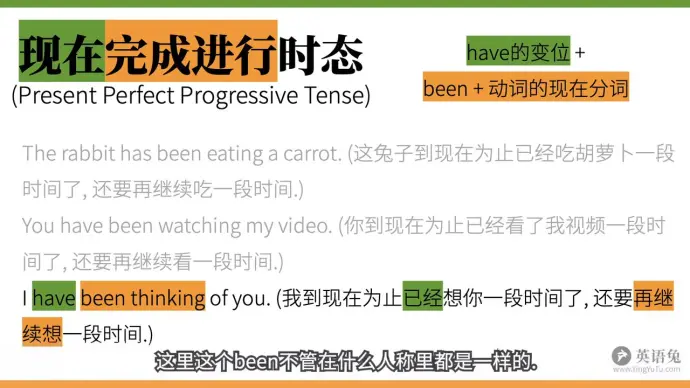 现在完成进行时态
(Present Perfect Progressive Tense)
have的变位 +
been + 动词的现在分词
The rabbit has been eating a carrot. (这兔子到现在为止已经吃胡萝卜一段
时间了, 还要再继续吃一段时间.)
You have been watching my video. (你到现在为止已经看了我视频一段时
间了, 还要再继续看一段时间.)
I have been thinking of you. (我到现在为止已经想你一段时间了, 还要再继
续想一段时间.)
这里这个been不管在什么人称里都是一样的.
英语兔
www.YingYuTu.com